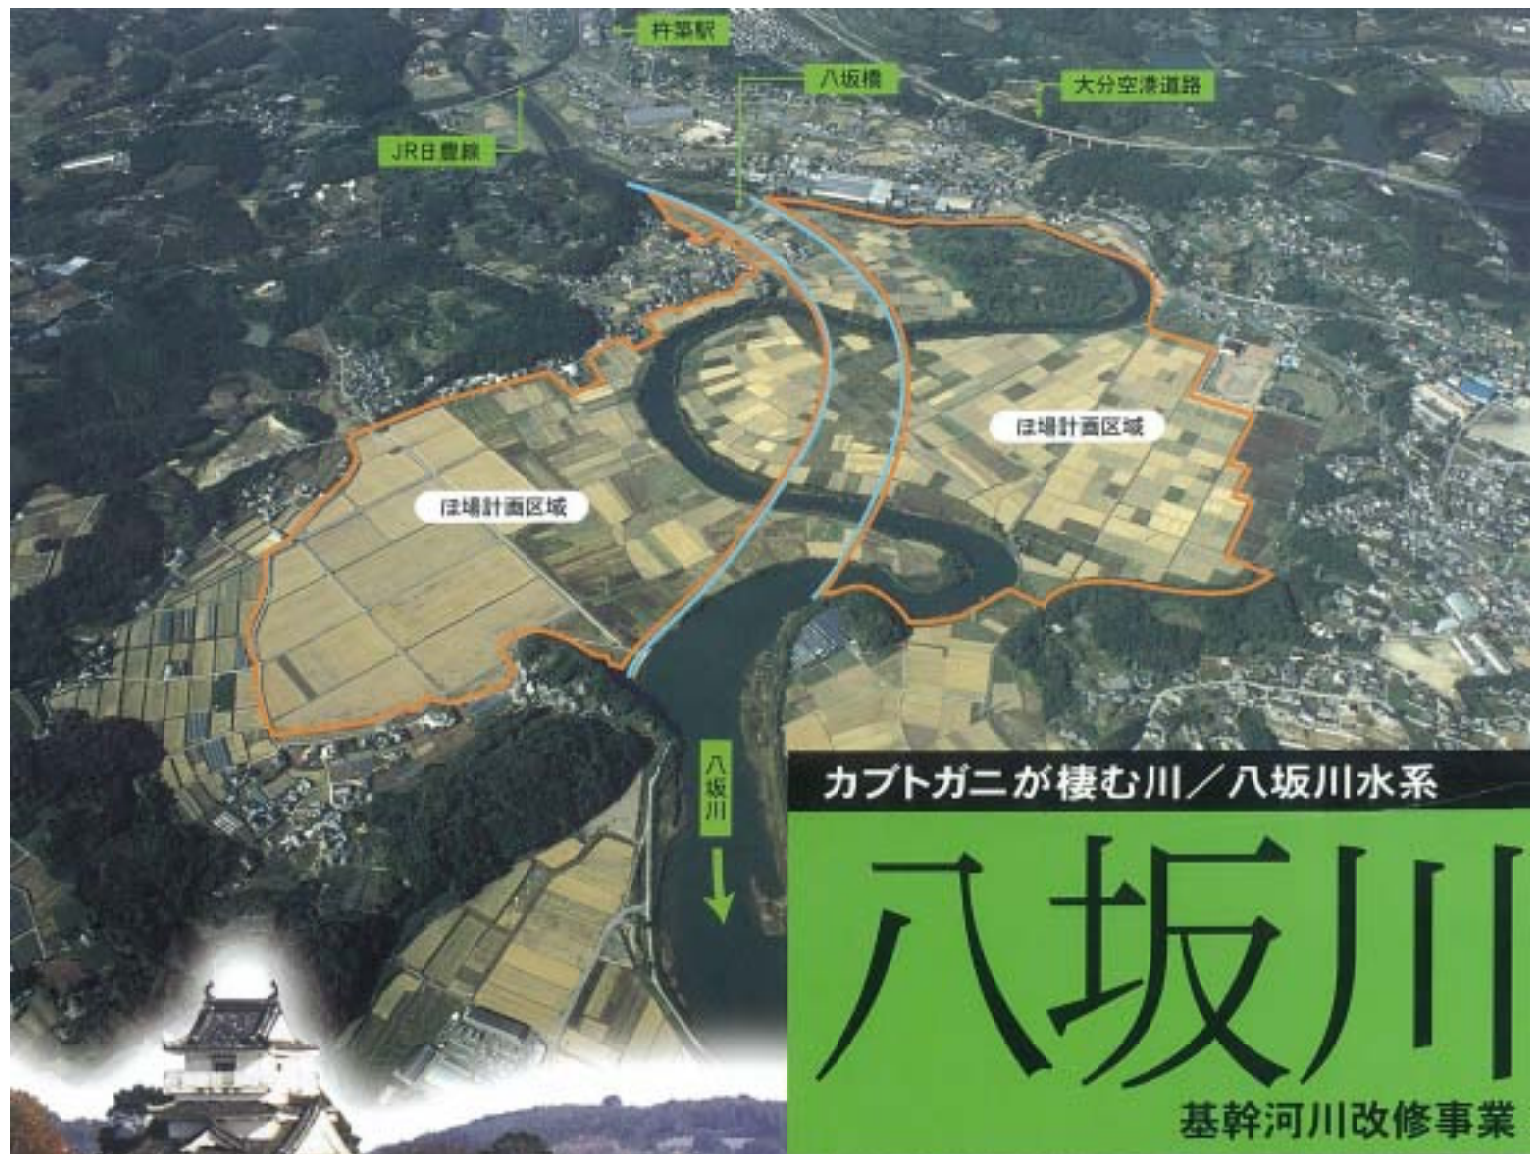 杵築駅
八坂橋
大分空港道路
JR日豊線
ほ場計画区域
ほ場計画区域
八坂川
カブトガニが棲む川／八坂川水系
八坂川
基幹河川改修事業